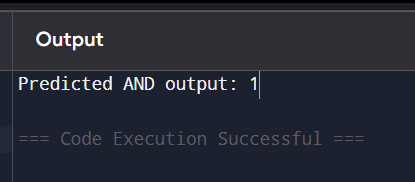 Output
Predicted AND output: 1
=== Code Execution Successful ===